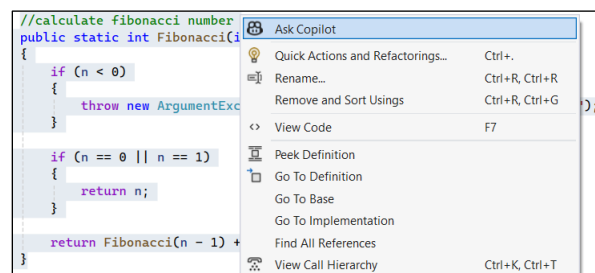 //calculate fibonacci number
public static int Fibonacci(i
{
if (n < 0)
{
throw new ArgumentExc
");
}
if (n == 0 || n == 1)
{
return n;
}
return Fibonacci(n - 1) +
}
Ask Copilot
Quick Actions and Refactorings... Ctrl+.
Rename... Ctrl+R, Ctrl+R
Remove and Sort Usings Ctrl+R, Ctrl+G
View Code F7
Peek Definition
Go To Definition
Go To Base
Go To Implementation
Find All References
View Call Hierarchy Ctrl+K, Ctrl+T